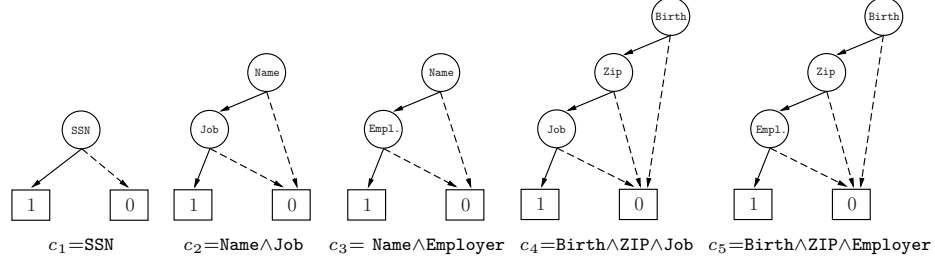 Birth Birth
Name Name Zip Zip
SSN Job Empl. Job Empl.
1 0 1 0 1 0 1 0 1 0
c₁=SSN c₂=Name∧Job c₃= Name∧Employer c₄=Birth∧ZIP∧Job c₅=Birth∧ZIP∧Employer